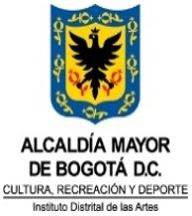 ALCALDÍA MAYOR
DE BOGOTÁ D.C.
CULTURA, RECREACIÓN Y DEPORTE
Instituto Distrital de las Artes